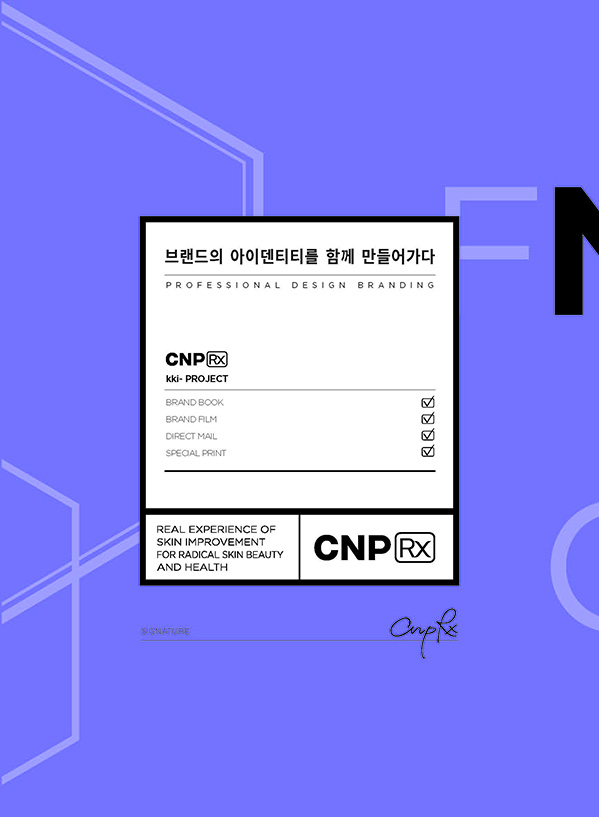 브랜드의 아이덴티티를 함께 만들어가다
PROFESSIONAL DESIGN BRANDING
CNP Rx
kki- PROJECT
BRAND BOOK
BRAND FILM
DIRECT MAIL
SPECIAL PRINT
REAL EXPERIENCE OF
SKIN IMPROVEMENT
FOR RADICAL SKIN BEAUTY
AND HEALTH
CNP Rx
SIGNATURE
Cnp Rx